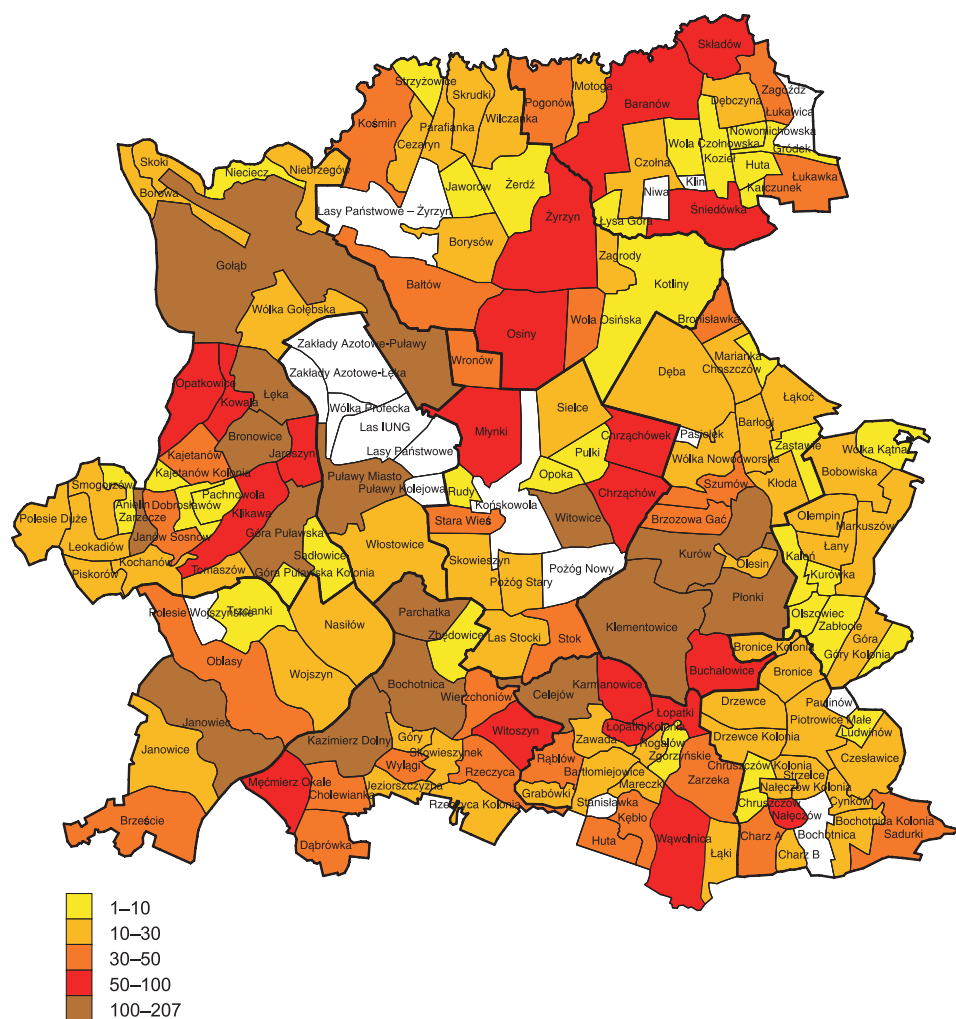 Składów
Strzyżowice
Skrudki
Motoga
Zagóźdź
Pogonów
Baranów
Dębczyna
Łukawica
Kośmin
Parafianka
Wilczanka
Wola Czołnowska
Nowomichowska
Gródek
Cezaryn
Skoki
Niebrzegów
Czołna
Kozieł
Huta
Nieciecz
Borowa
Jaworów
Żerdź
Niwa
Klin
Karczunek
Łukawka
Lasy Państwowe – Żyrzyn
Żyrzyn
Łysa Góra
Śniedówka
Borysów
Zagrody
Gołąb
Bałtów
Kotliny
Wólka Gołębska
Wola Osińska
Bronisławka
Osiny
Zakłady Azotowe-Puławy
Wronów
Marianka
Choszczów
Opatkowice
Zakłady Azotowe-Łęka
Dęba
Łąkoć
Kowala
Łęka
Wólka Profecka
Sielce
Las IUNG
Młynki
Chrząchówek
Pasielek
Barłogi
Bronowice
Jaroszyn
Lasy Państwowe
Pulki
Zastawie
Wólka Kątna
Kajetanów
Wólka Nowodworska
Bobowiska
Kajetanów Kolonia
Puławy Miasto
Opoka
Szumów
Kłoda
Smogorzów
Pachnowola
Puławy Kolejowa
Rudy
Końskowola
Chrząchów
Anielin
Dobrosławów
Klikawa
Polesie Duże
Zarzecze
Stara Wieś
Witowice
Brzozowa Gać
Olempin
Markuszów
Janów
Sosnów
Góra Puławska
Leokadiów
Kochanów
Sadłowice
Włostowice
Kurów
Kaleń
Łany
Piskorów
Tomaszów
Góra Puławska Kolonia
Skowieszyn
Pożóg Stary
Pożóg Nowy
Olesin
Kurówka
Polesie
Wojszyńskie
Trzcianki
Nasiłów
Parchatka
Klementowice
Płonki
Olszowiec
Zabłocie
Zbędowice
Las Stocki
Stok
Góra
Góry Kolonia
Oblasy
Wojszyn
Bronice Kolonia
Bochotnica
Wierzchoniów
Celejów
Karmanowice
Buchałowice
Bronice
Janowiec
Drzewce
Paulinów
Witoszyn
Łopatki
Łopatki Kolonia
Piotrowice Małe
Kazimierz Dolny
Góry
Zawada
Rogalów
Drzewce Kolonia
Ludwinów
Janowice
Skowieszynek
Rąblów
Zgórzyńskie
Czesławice
Wylągi
Rzeczyca
Bartłomiejowice
Zarzeka
Chruszczów Kolonia
Męćmierz Okale
Jeziorszczyzna
Mareczki
Strzelce
Cholewianka
Grabówki
Nałęczów Kolonia
Cynków
Brzeście
Rzeczyca Kolonia
Stanisławka
Chruszczów
Nałęczów
Kębło
Bochotnica Kolonia
Dąbrówka
Huta
Wąwolnica
Łąki
Charz A
Bochotnica
Sadurki
Charz B
1–10
10–30
30–50
50–100
100–207